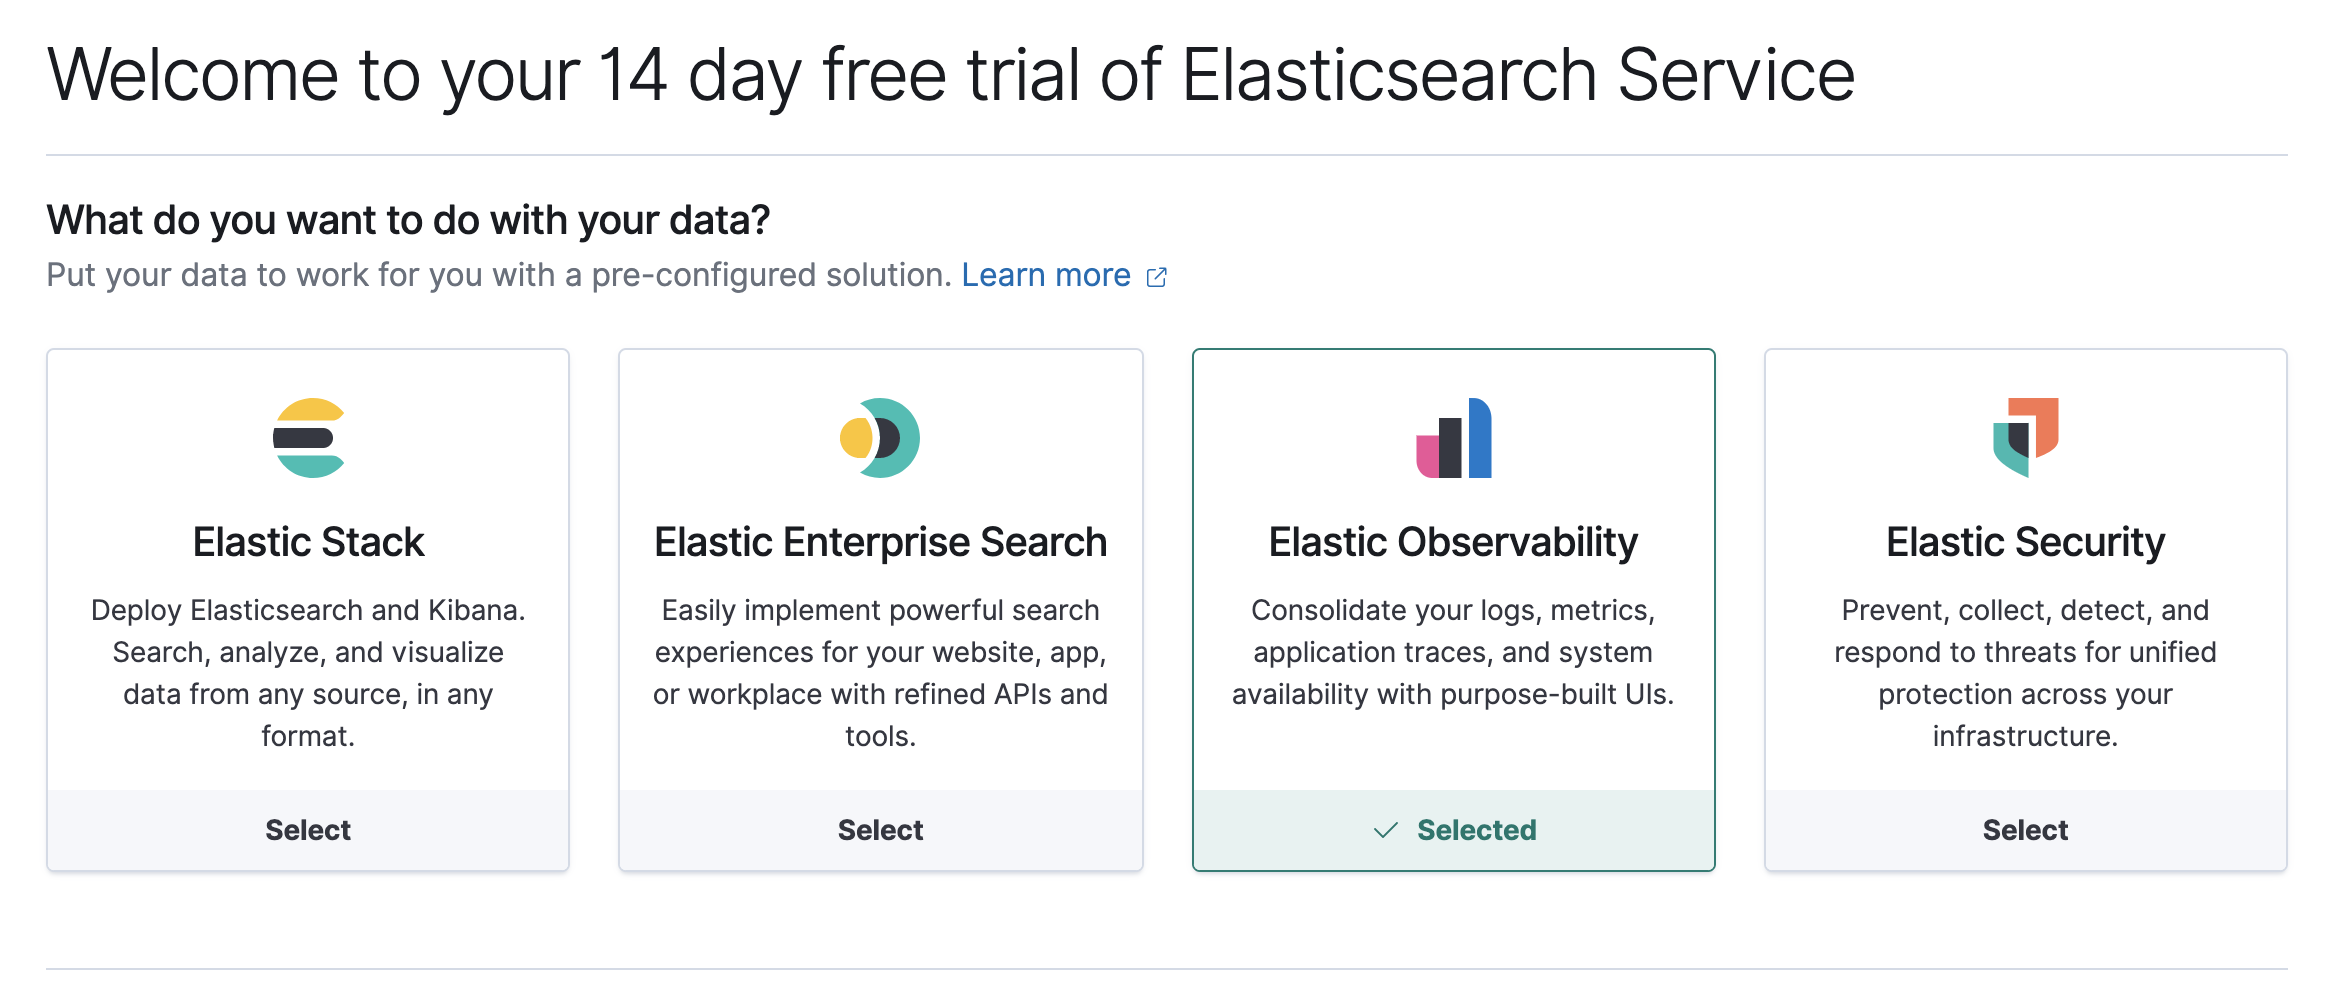 Welcome to your 14 day free trial of Elasticsearch Service
What do you want to do with your data?
Put your data to work for you with a pre-configured solution. Learn more
Elastic Stack
Deploy Elasticsearch and Kibana.
Search, analyze, and visualize
data from any source, in any
format.
Select
Elastic Enterprise Search
Easily implement powerful search
experiences for your website, app,
or workplace with refined APIs and
tools.
Select
Elastic Observability
Consolidate your logs, metrics,
application traces, and system
availability with purpose-built UIs.
Selected
Elastic Security
Prevent, collect, detect, and
respond to threats for unified
protection across your
infrastructure.
Select